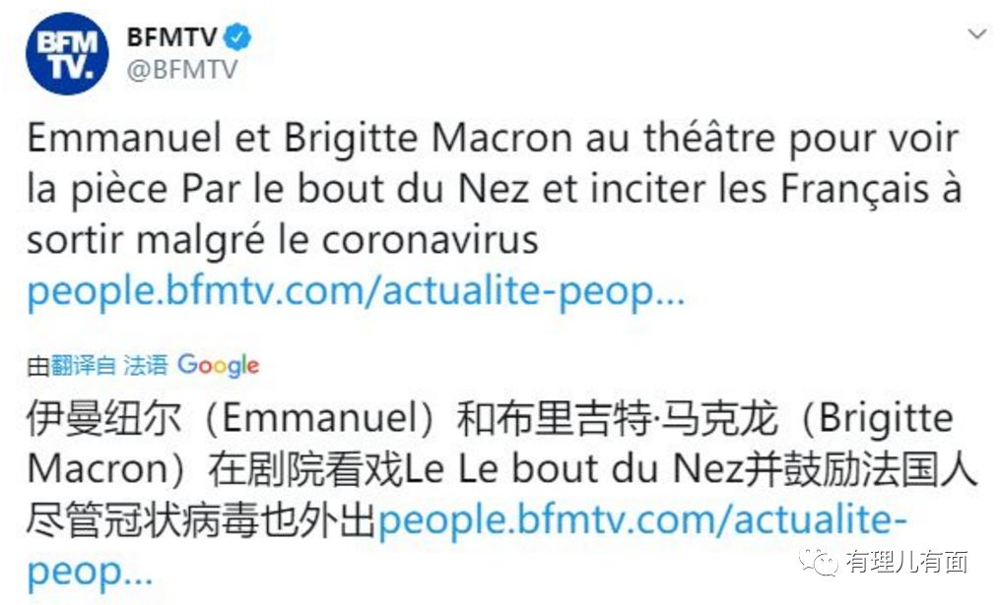 BFM
TV.
BFMTV
@BFMTV
Emmanuel et Brigitte Macron au théâtre pour voir
la pièce Par le bout du Nez et inciter les Français à
sortir malgré le coronavirus
people.bfmtv.com/actualite-peop...
由翻译自 法语 Google
伊曼纽尔（Emmanuel）和布里吉特·马克龙（Brigitte
Macron）在剧院看戏Le Le bout du Nez并鼓励法国人
尽管冠状病毒也外出people.bfmtv.com/actualite-
peop...
有理儿有面